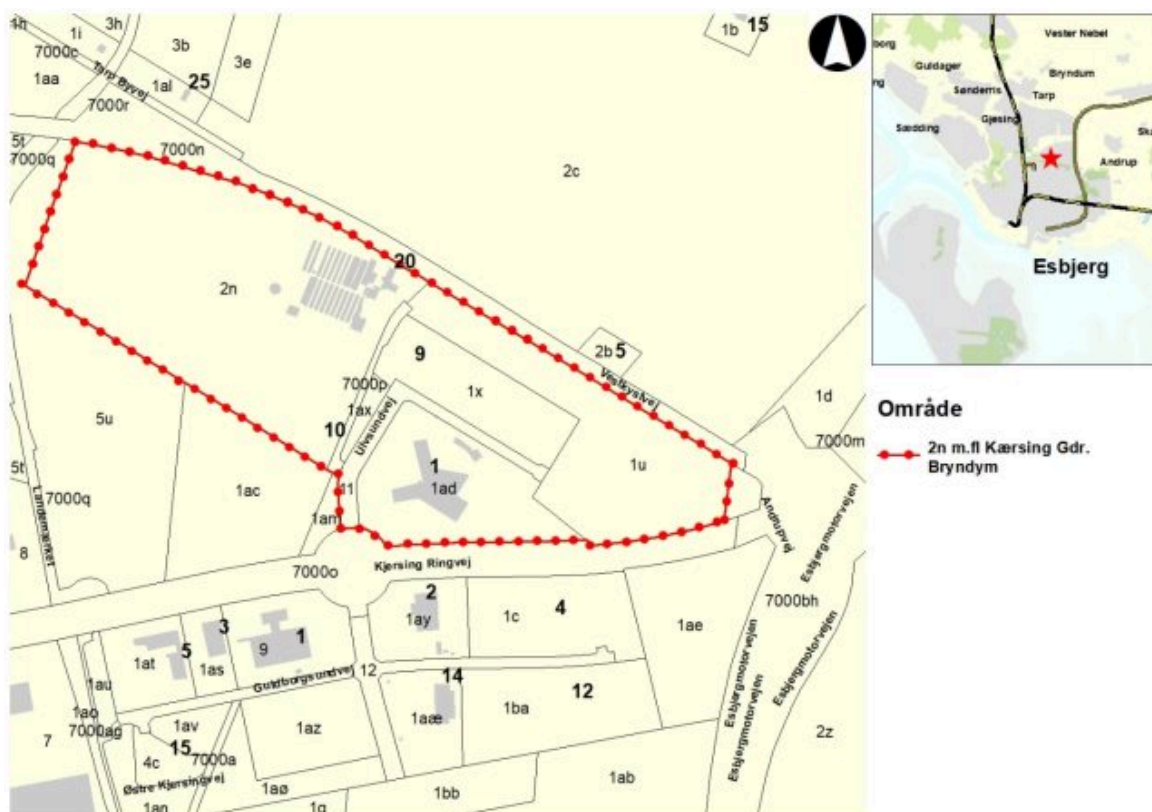 3h
1i
7000c
3b
3e
1aa
Tarp Byvej
1al
25
7000r
1b
15
5t
7000q
7000n
2c
20
2n
9
2b
5
Vestkystvej
7000p
1ax
1x
1d
10
Ulvsundvej
7000m
5u
1
1ad
1u
5t
7000q
1ac
11
1am
Andrupvej
Esbjergmotorvejen
Landemærket
8
7000o
Kjersing Ringvej
2
1ay
1c
4
7000bh
1ae
3
1
5
9
1at
1as
Guldborgsundvej
12
14
12
1au
1ao
7000ag
1av
15
7000a
1az
1aæ
1ba
Esbjergmotorvejen
Esbjergmotorvejen
Esbjergmotorvejen
2z
7
4c
Østre Kjersingvej
1an
1aø
1bb
1ab
Vester Nebel
Guldager
Bryndum
Sønderris
Tarp
Sædding
Gjesing
Andrup
Esbjerg
Område
2n m.fl Kærsing Gdr.
Bryndym